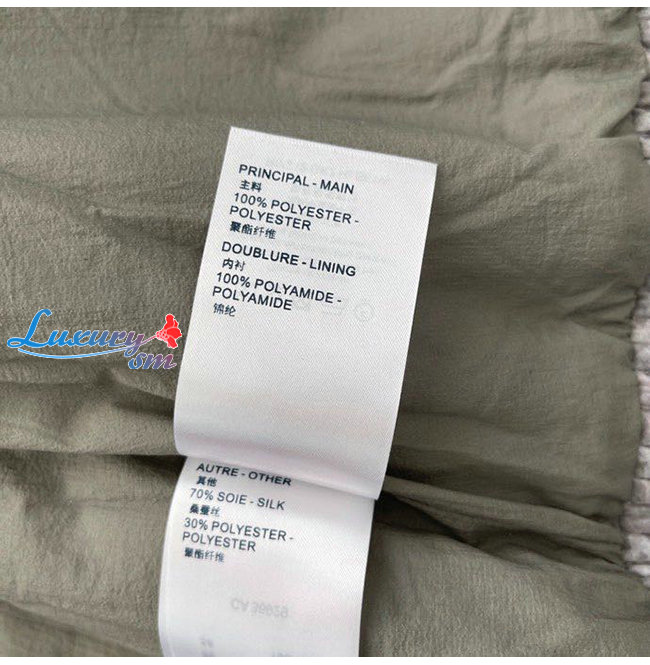 PRINCIPAL - MAIN
主料
100% POLYESTER -
POLYESTER
聚酯纤维
DOUBLURE - LINING
内衬
100% POLYAMIDE -
POLYAMIDE
锦纶
Luxury
sm
AUTRE - OTHER
其他
70% SOIE - SILK
桑蚕丝
30% POLYESTER -
POLYESTER
聚酯纤维